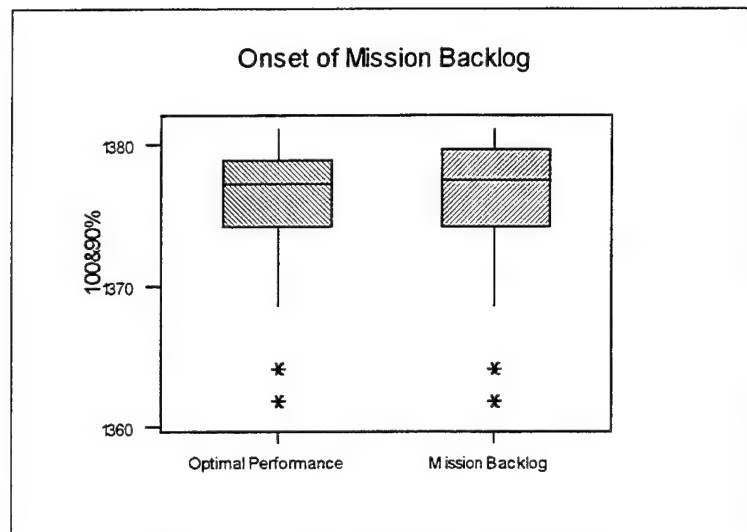 Onset of Mission Backlog
1380
1370
1360
100&90%
Optimal Performance
Mission Backlog